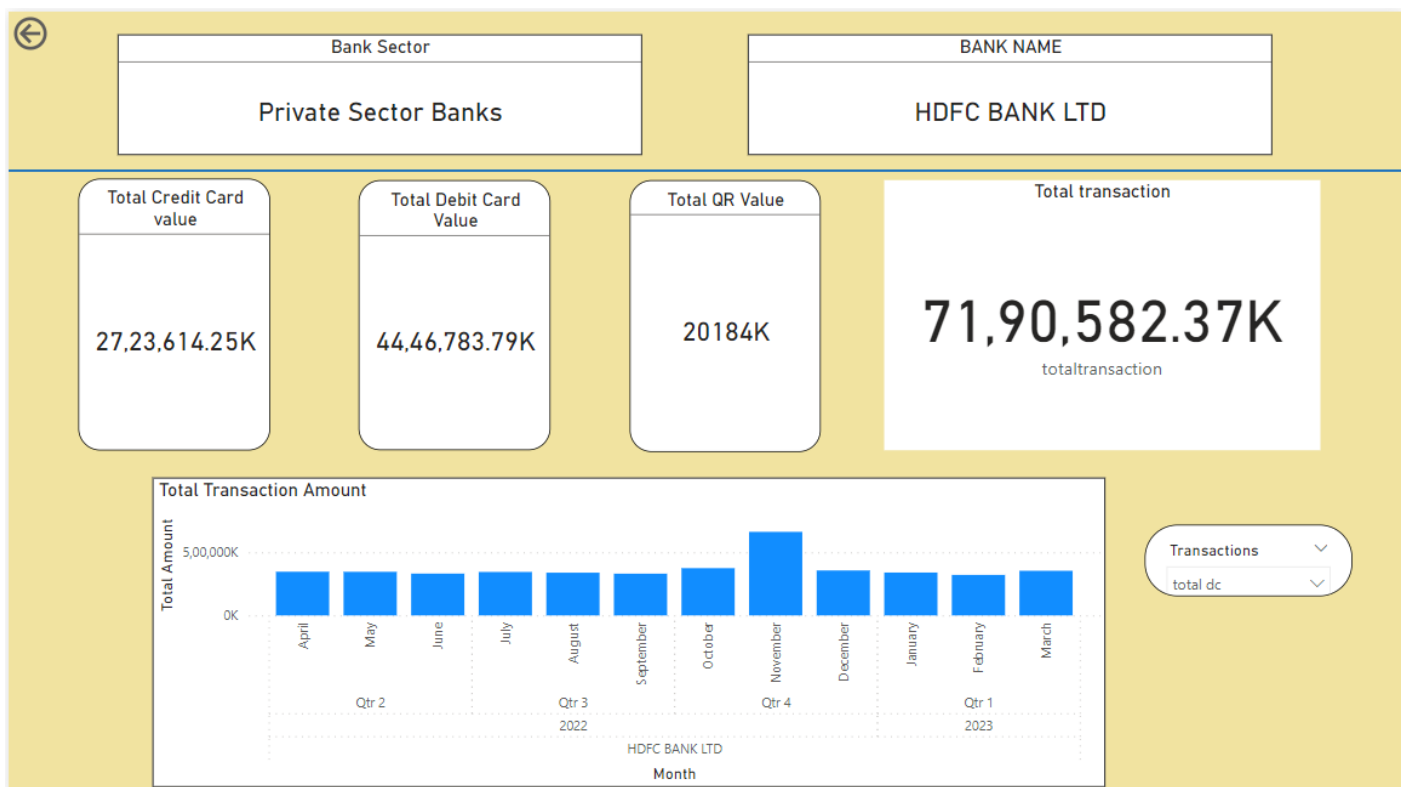 Bank Sector
Private Sector Banks
BANK NAME
HDFC BANK LTD
Total Credit Card
value
27,23,614.25K
Total Debit Card
Value
44,46,783.79K
Total QR Value
20184K
Total transaction
71,90,582.37K
totaltransaction
Total Transaction Amount
Total Amount
5,00,000K
0K
April
May
June
July
August
September
October
November
December
January
February
March
Qtr 2
Qtr 3
Qtr 4
Qtr 1
2022
2023
HDFC BANK LTD
Month
Transactions
total dc